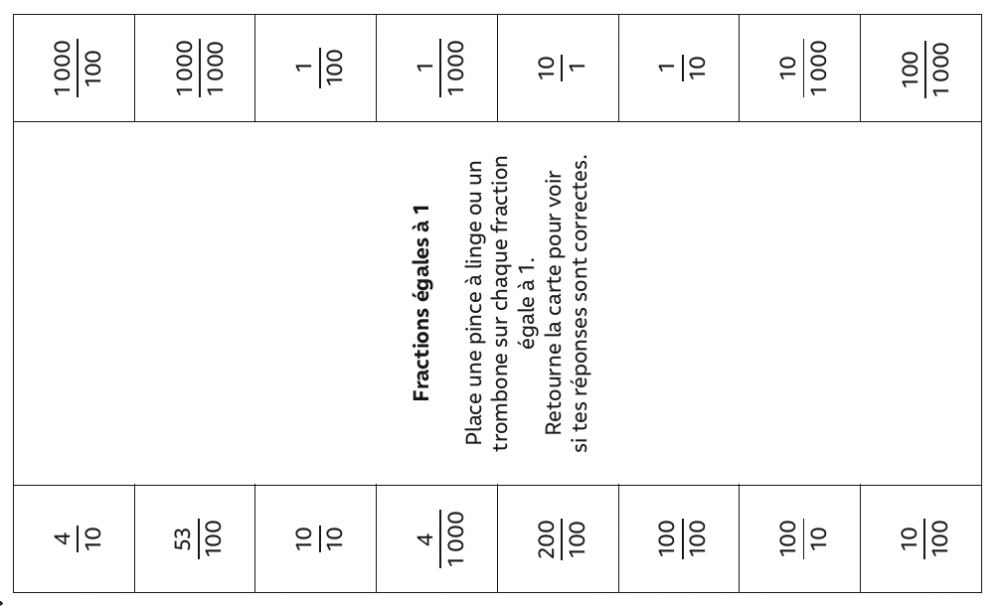 4/10
53/100
10/10
4/1 000
200/100
100/100
100/10
10/100
Fractions égales à 1
Place une pince à linge ou un
trombone sur chaque fraction
égale à 1.
Retourne la carte pour voir
si tes réponses sont correctes.
1 000/100
1 000/1 000
1/100
1/1 000
10/1
1/10
10/1 000
100/1 000